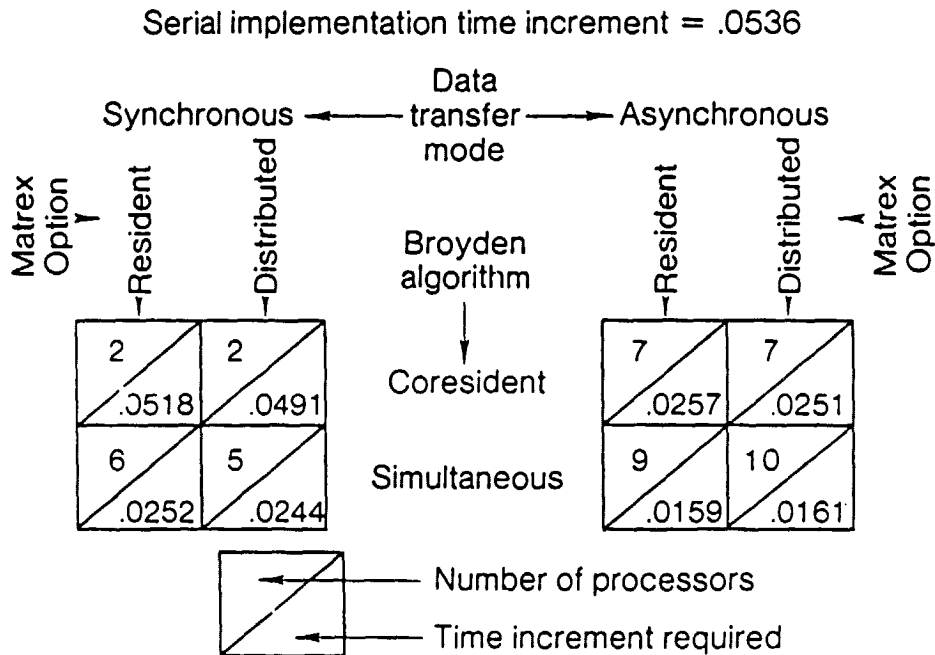 Serial implementation time increment = .0536
Data
transfer
mode
Synchronous
Asynchronous
Matrex
Option
Resident
Distributed
Broyden
algorithm
Resident
Distributed
Matrex
Option
2
.0518
2
.0491
Coresident
7
.0257
7
.0251
6
.0252
5
.0244
Simultaneous
9
.0159
10
.0161
Number of processors
Time increment required